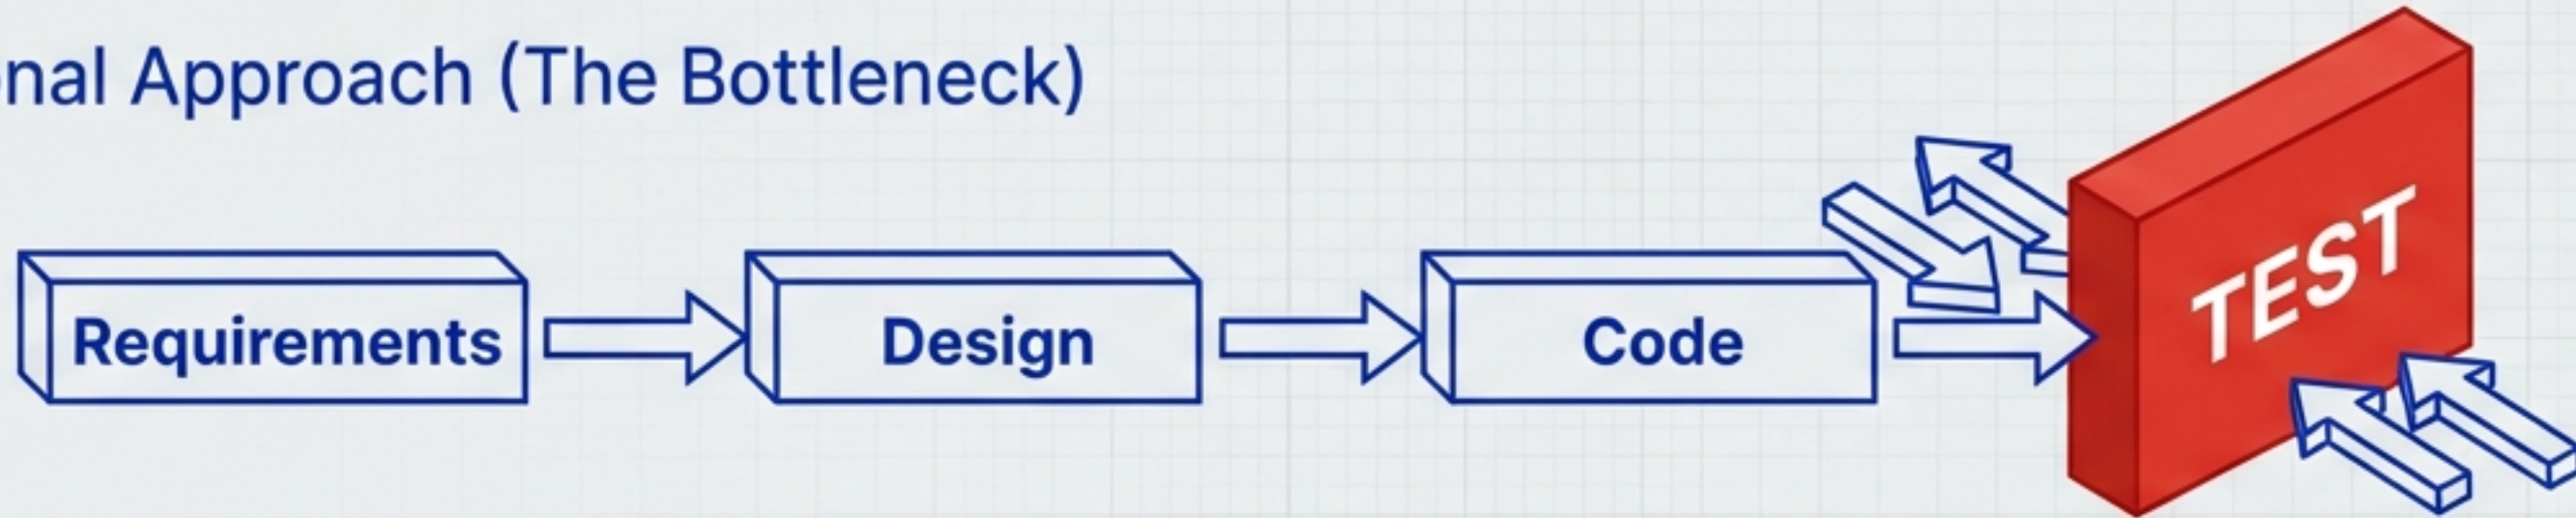 nal Approach (The Bottleneck)
Requirements
Design
Code
TEST